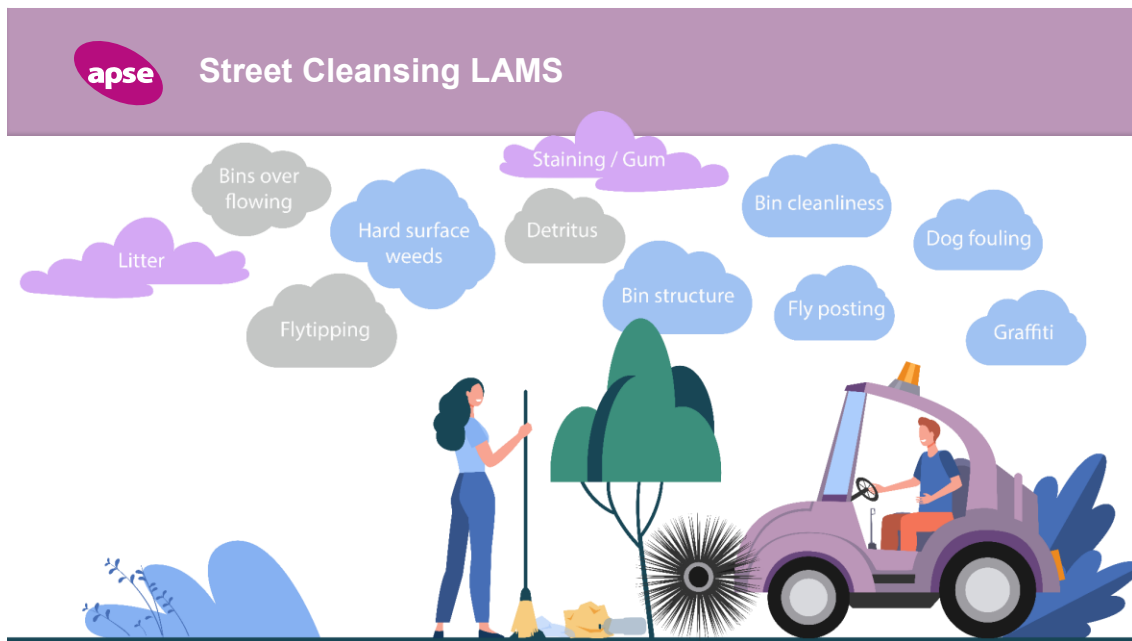 apse
Street Cleansing LAMS
Staining / Gum
Bins over
flowing
Bin cleanliness
Hard surface
weeds
Detritus
Dog fouling
Litter
Bin structure
Fly posting
Flytipping
Graffiti